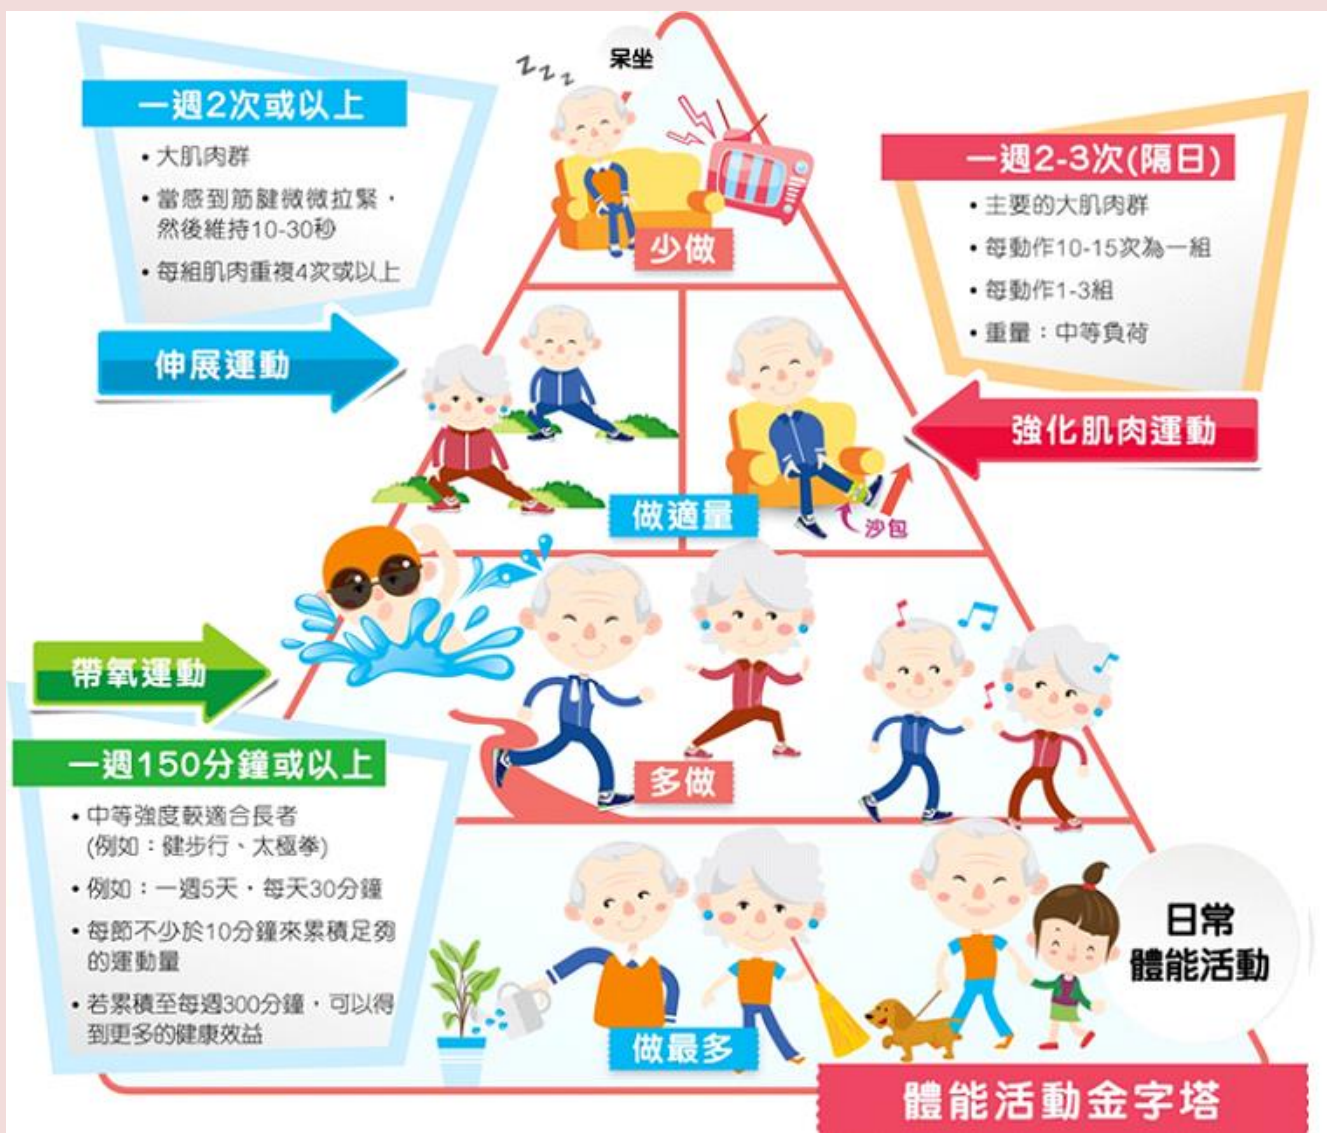 呆坐
z z z
少做
一週2次或以上
• 大肌肉群
• 當感到筋腱微微拉緊，
然後維持10-30秒
• 每組肌肉重複4次或以上
伸展運動
一週2-3次(隔日)
• 主要的大肌肉群
• 每動作10-15次為一組
• 每動作1-3組
• 重量：中等負荷
強化肌肉運動
沙包
做適量
帶氧運動
一週150分鐘或以上
• 中等強度較適合長者
(例如：健步行、太極拳)
• 例如：一週5天，每天30分鐘
• 每節不少於10分鐘來累積足夠
的運動量
• 若累積至每週300分鐘，可以得
到更多的健康效益
多做
日常
體能活動
做最多
體能活動金字塔